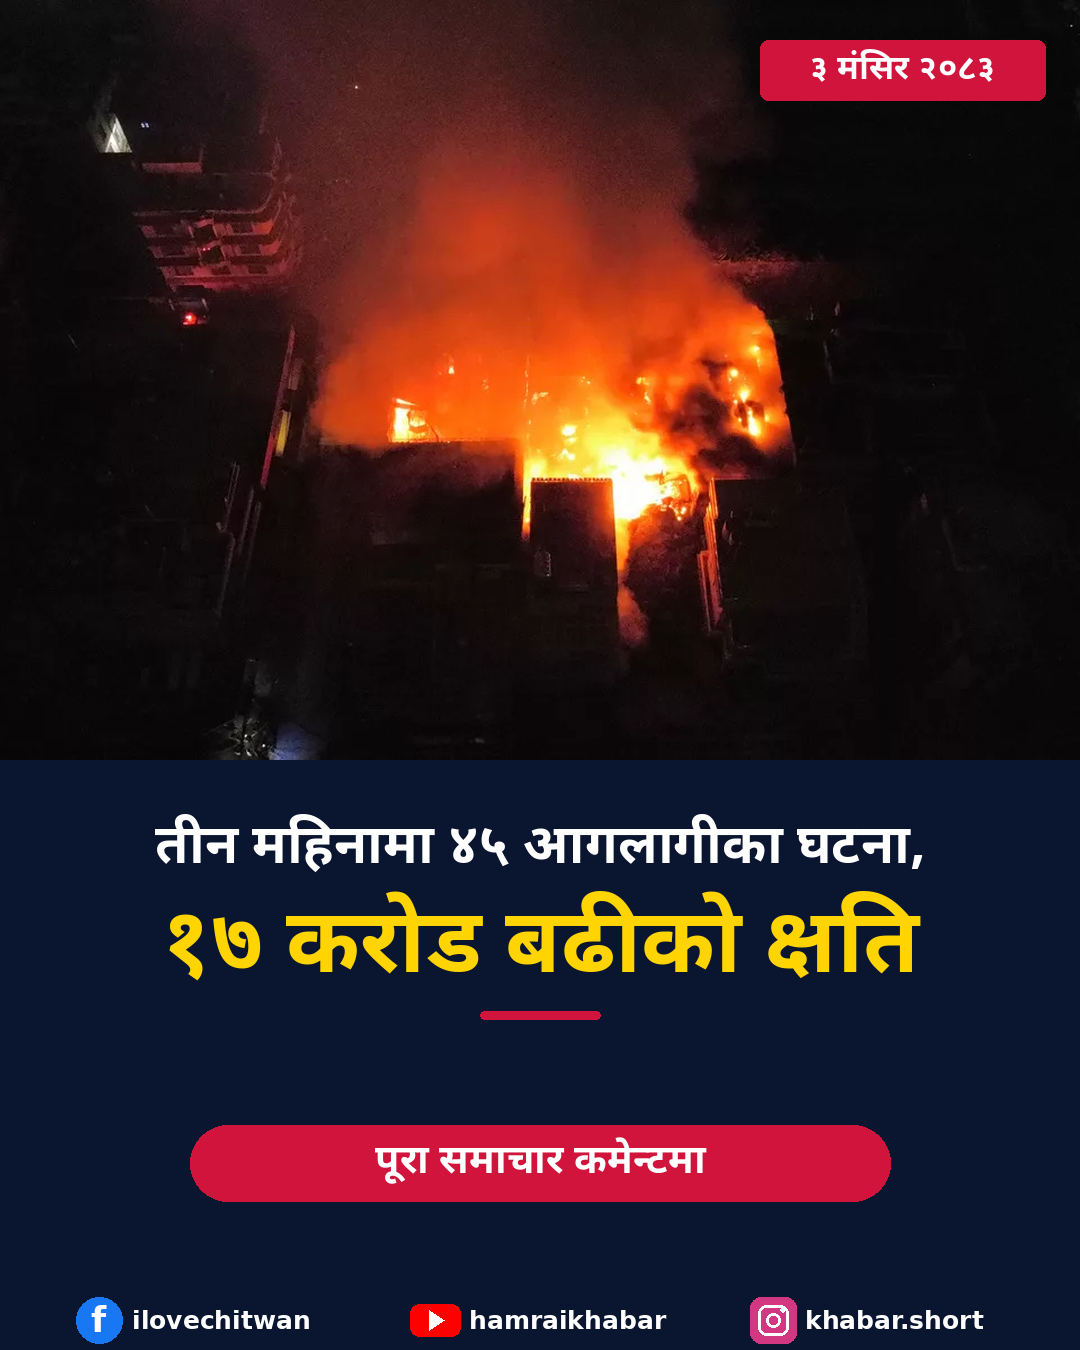 ३ मंसिर २०८३
तीन महिनामा ४५ आगलागीका घटना,
१७ करोड बढीको क्षति
पूरा समाचार कमेन्टमा
ilovechitwan
hamraikhabar
khabar.short